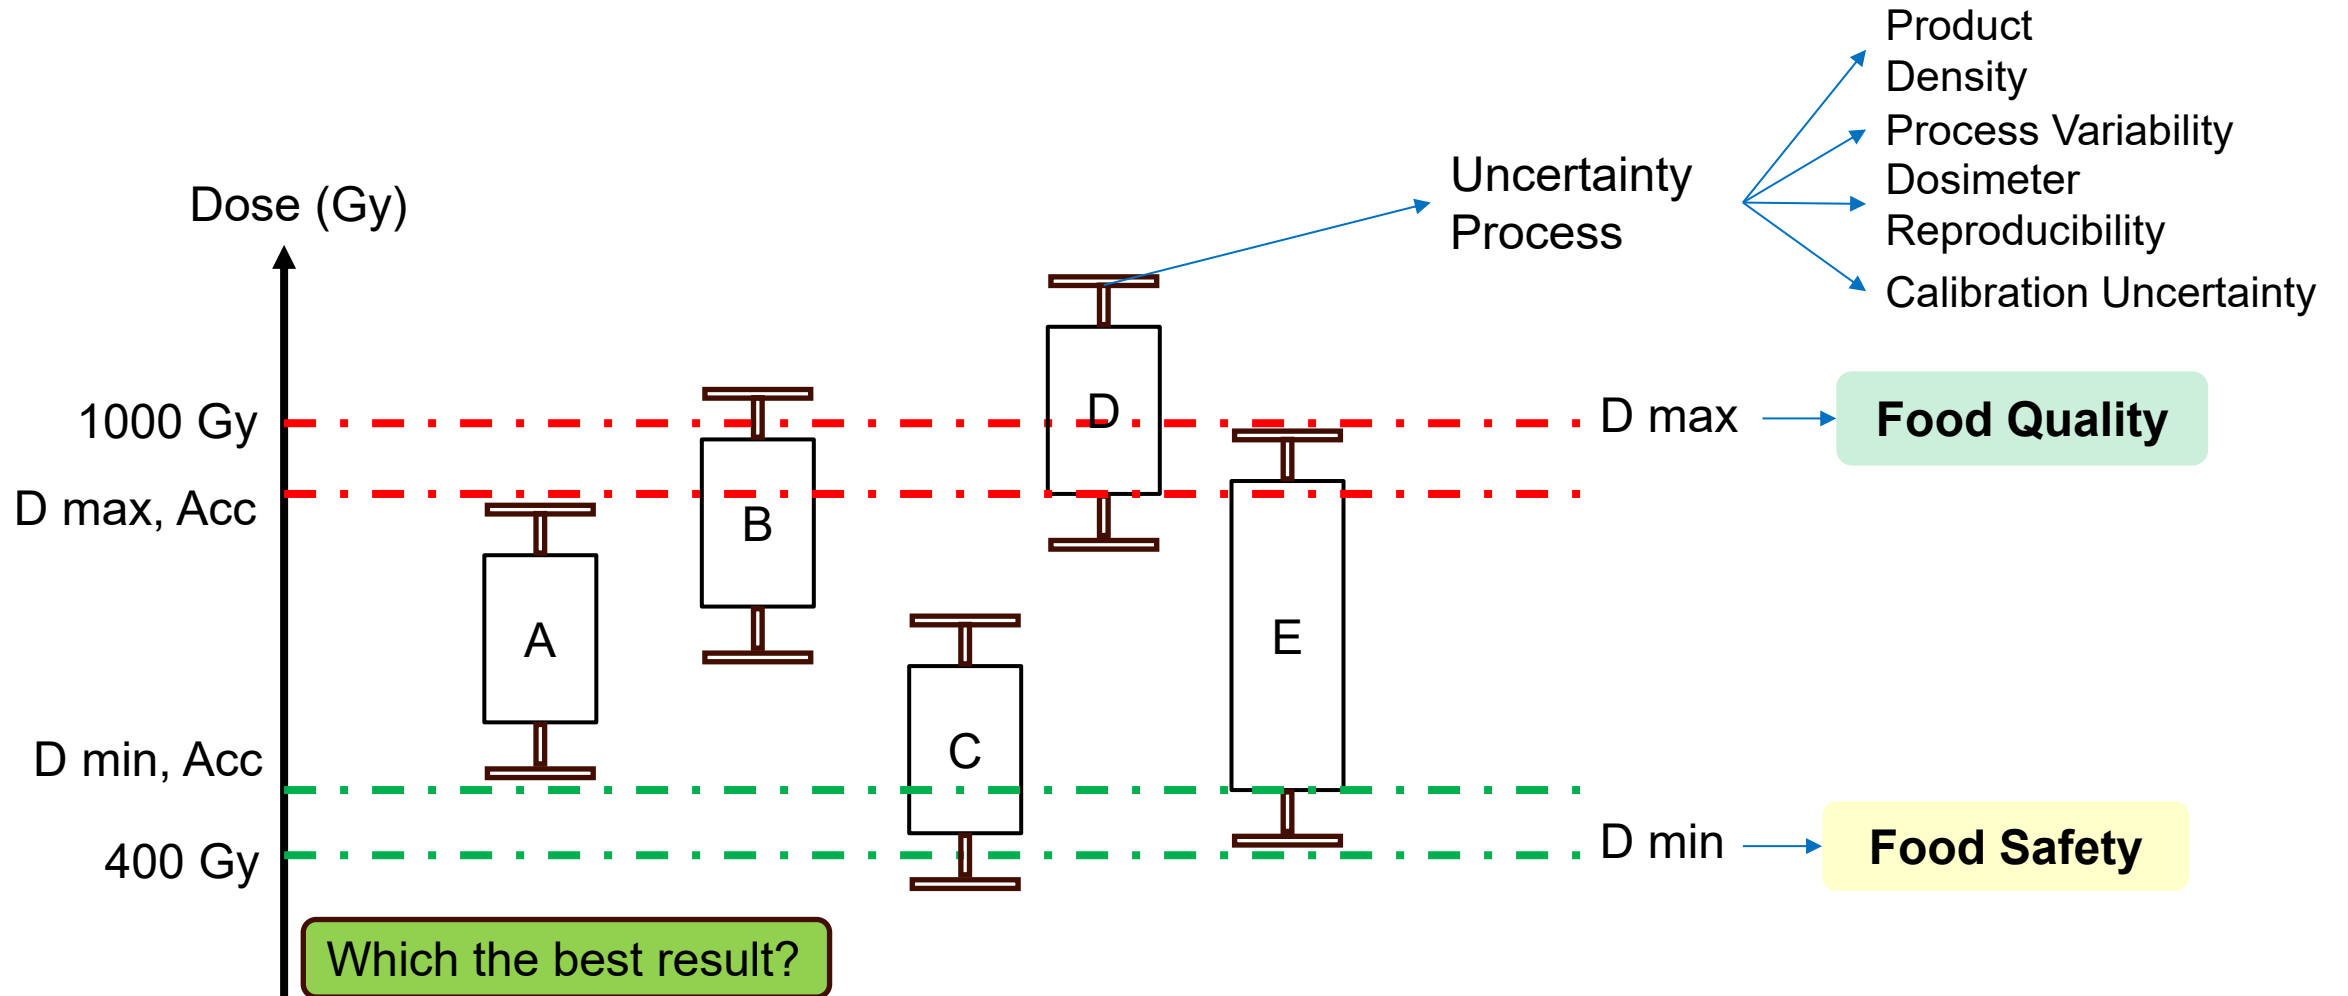 Product
Density
Process Variability
Dosimeter
Reproducibility
Calibration Uncertainty
Uncertainty
Process
Dose (Gy)
1000 Gy
D max, Acc
D min, Acc
400 Gy
A
B
C
D
E
D max
Food Quality
D min
Food Safety
Which the best result?